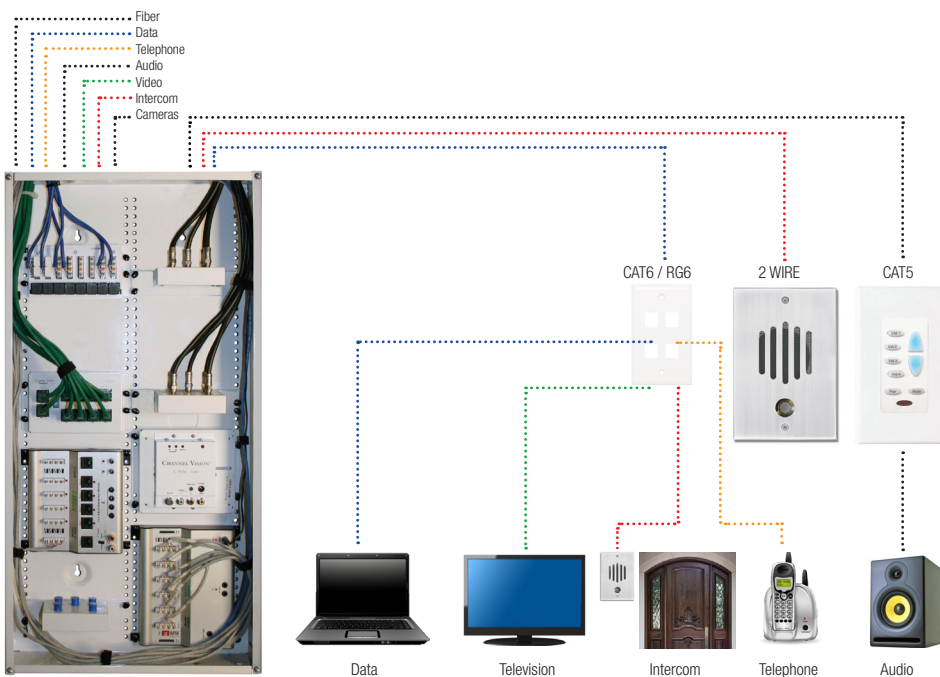 Fiber
Data
Telephone
Audio
Video
Intercom
Cameras
CAT6 / RG6
2 WIRE
CAT5
CHANNEL VISION
Data
Television
Intercom
Telephone
Audio